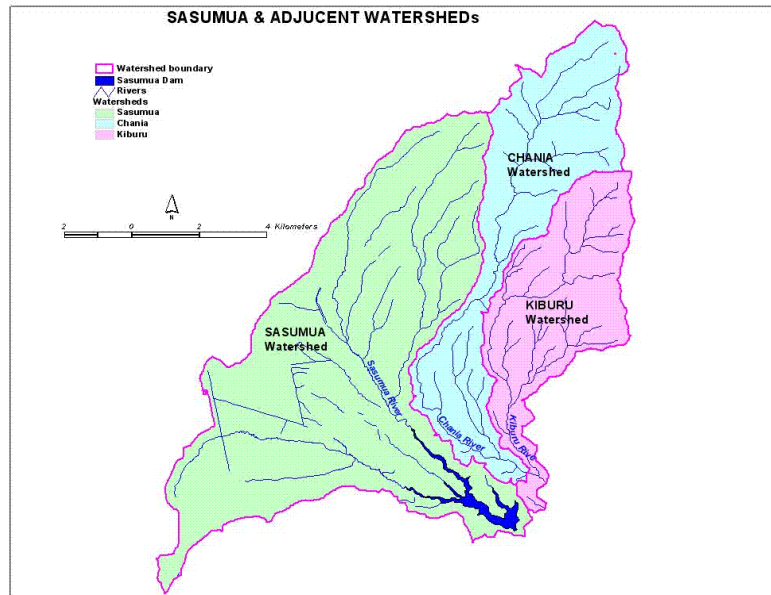 SASUMUA & ADJUCENT WATERSHEDs
Watershed boundary
Sasumua Dam
Rivers
Watersheds
Sasumua
Chania
Kiburu
N
2 0 2 4 Kilometers
CHANIA
Watershed
KIBURU
Watershed
SASUMUA
Watershed
Sasumua River
Chania River
Kiburu River